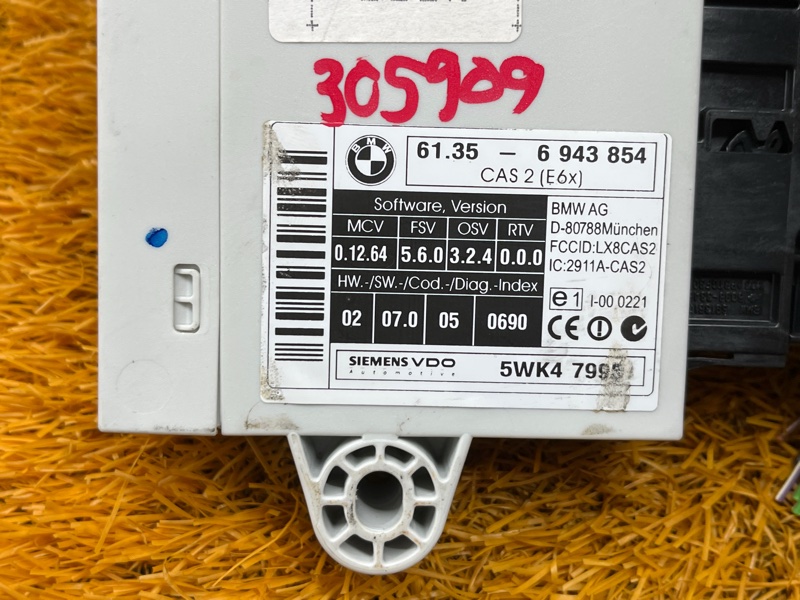 305909
BMW
61.35 - 6 943 854
CAS 2 (E6x)
Software, Version
MCV FSV OSV RTV
0.12.64 5.6.0 3.2.4 0.0.0
HW.-/SW.-/Cod.-/Diag.-Index
02 07.0 05 0690
BMW AG
D-80788München
FCCID:LX8CAS2
IC:2911A-CAS2
e1 I-00 0221
CE
SIEMENS VDO
Automotive
5WK4